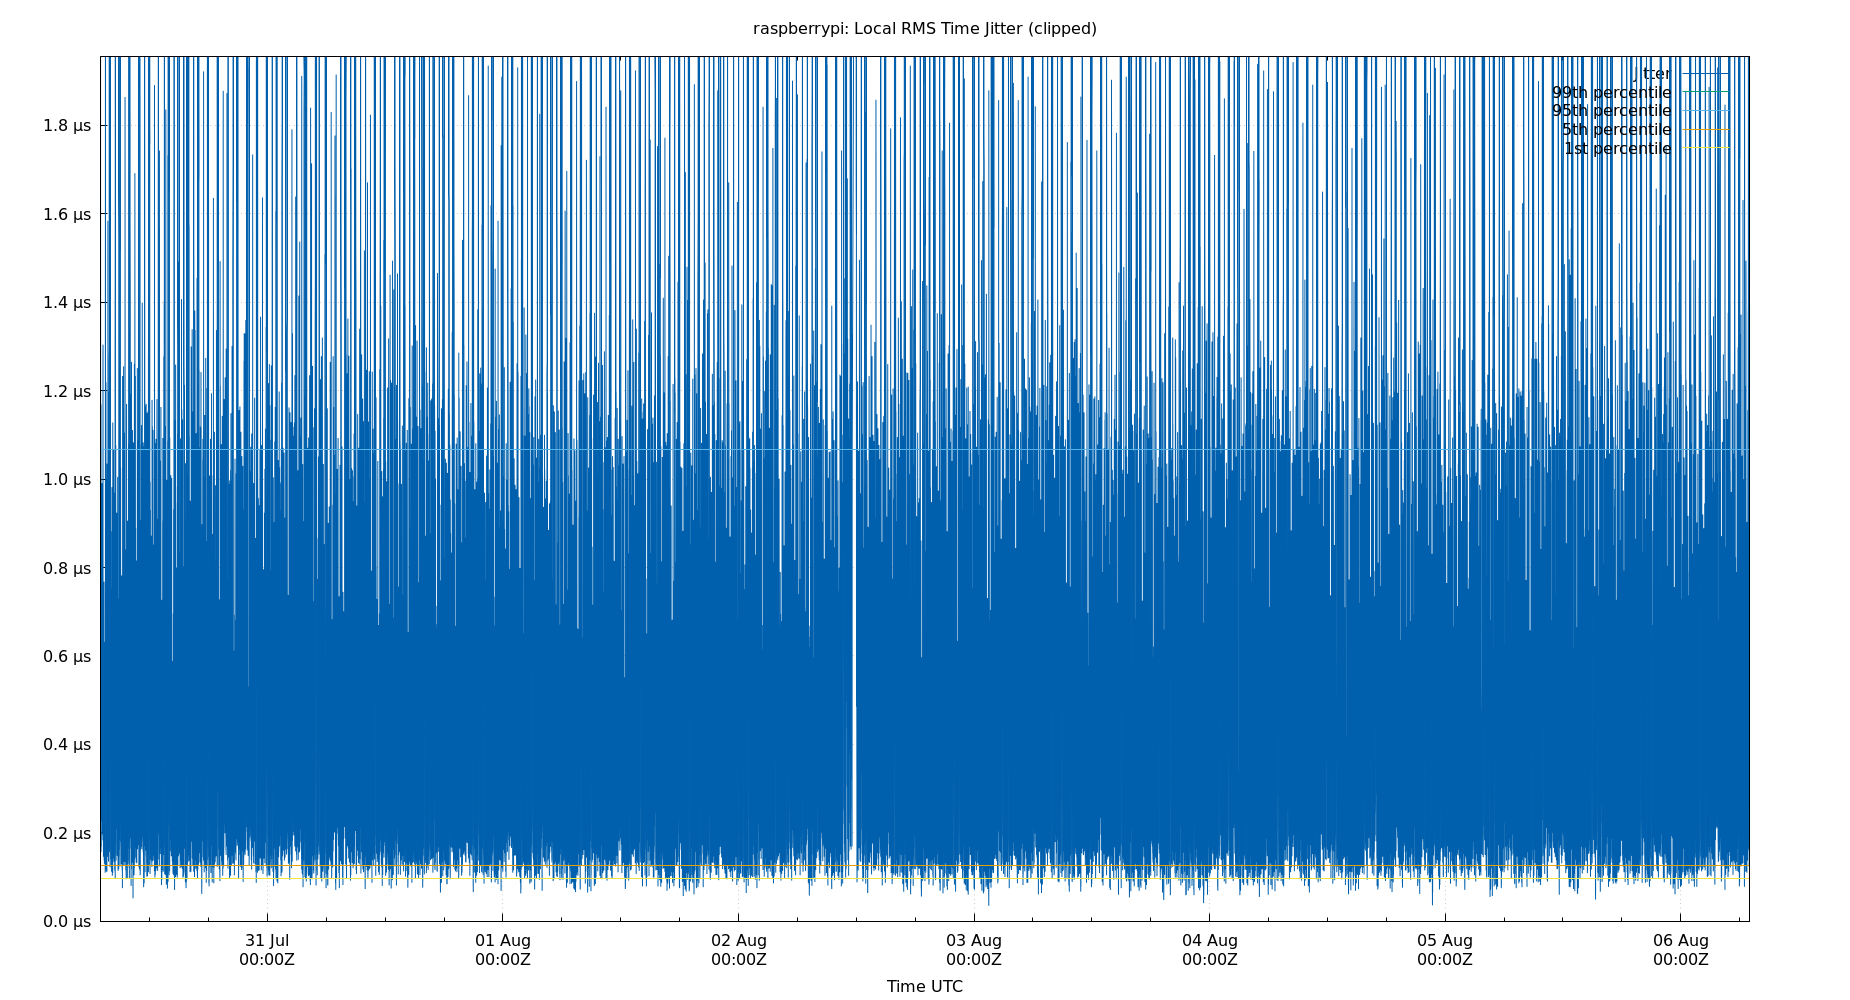 raspberrypi: Local RMS Time Jitter (clipped)
jitter
99th percentile
95th percentile
5th percentile
1st percentile
1.8 µs
1.6 µs
1.4 µs
1.2 µs
1.0 µs
0.8 µs
0.6 µs
0.4 µs
0.2 µs
0.0 µs
31 Jul 01 Aug 02 Aug 03 Aug 04 Aug 05 Aug 06 Aug
00:00Z 00:00Z 00:00Z 00:00Z 00:00Z 00:00Z 00:00Z
Time UTC